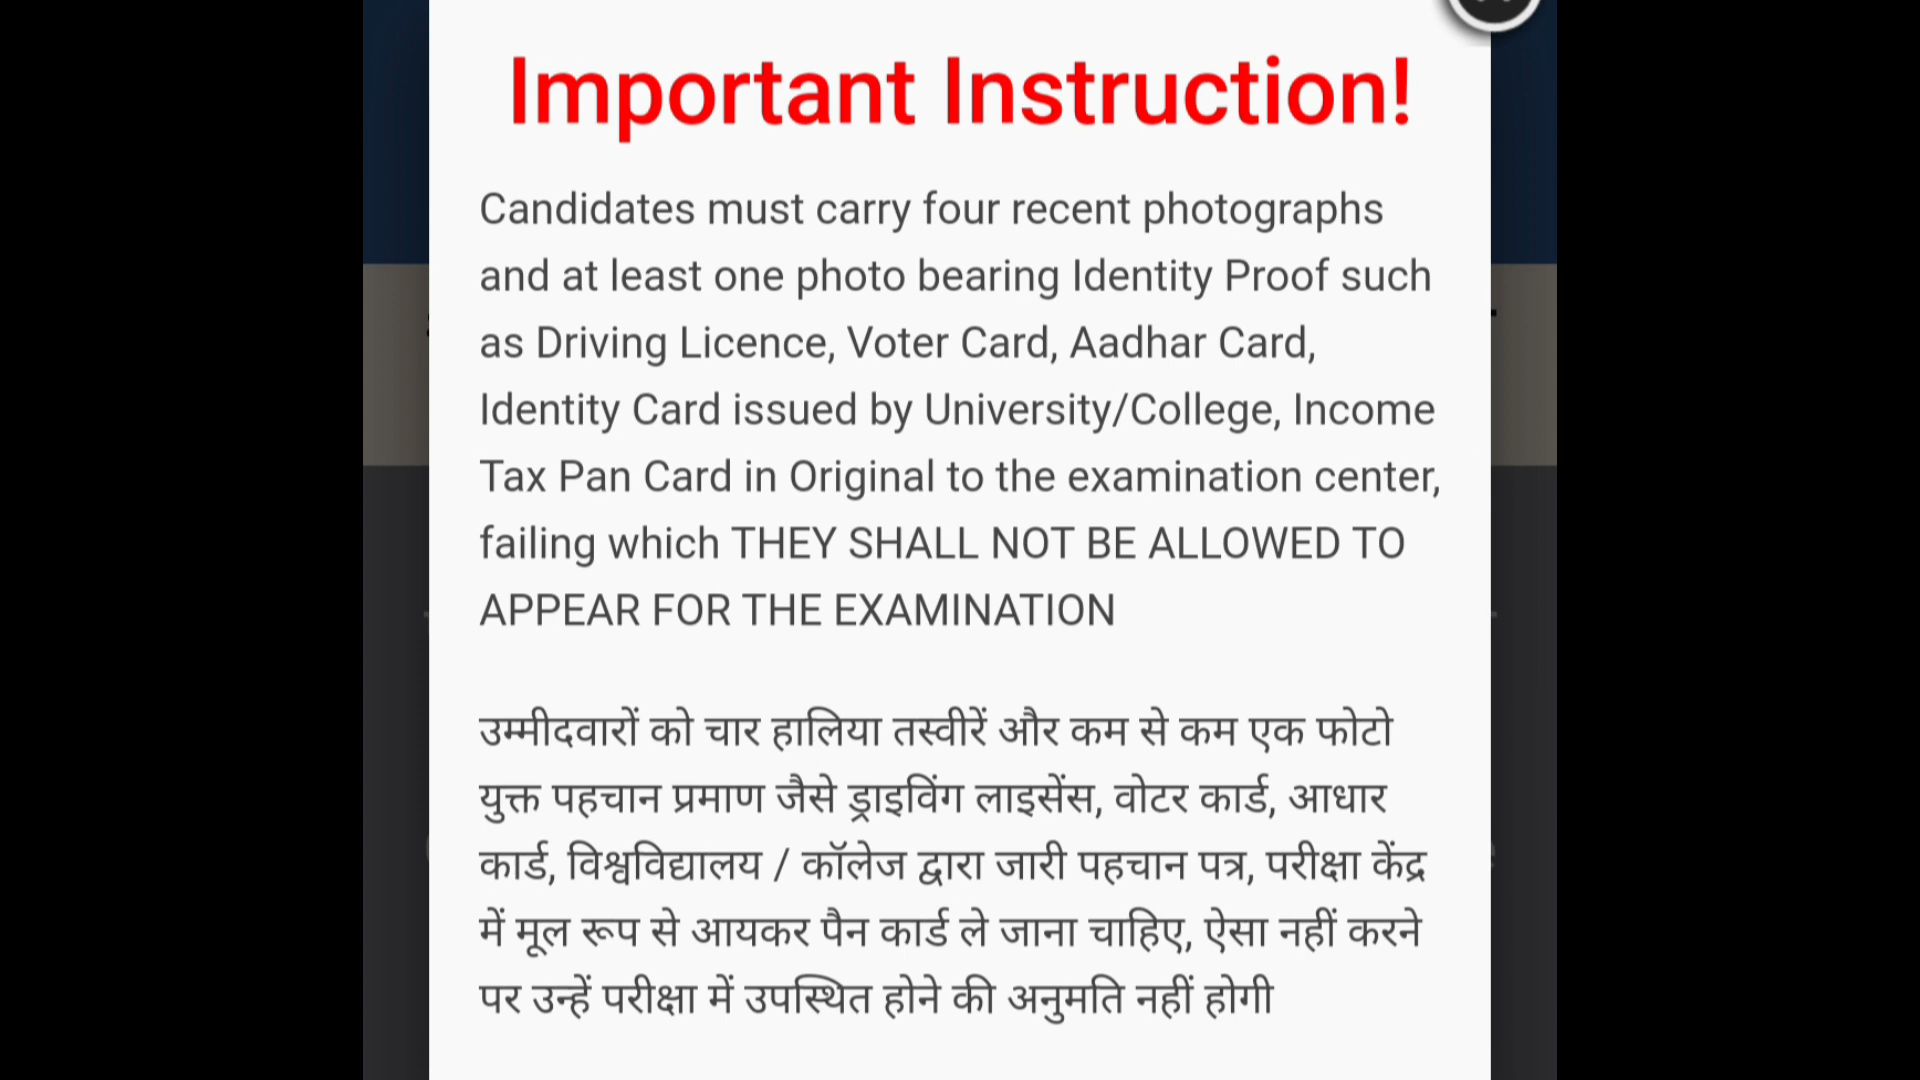 Important Instruction!
Candidates must carry four recent photographs
and at least one photo bearing Identity Proof such
as Driving Licence, Voter Card, Aadhar Card,
Identity Card issued by University/College, Income
Tax Pan Card in Original to the examination center,
failing which THEY SHALL NOT BE ALLOWED TO
APPEAR FOR THE EXAMINATION
उम्मीदवारों को चार हालिया तस्वीरें और कम से कम एक फोटो
युक्त पहचान प्रमाण जैसे ड्राइविंग लाइसेंस, वोटर कार्ड, आधार
कार्ड, विश्वविद्यालय / कॉलेज द्वारा जारी पहचान पत्र, परीक्षा केंद्र
में मूल रूप से आयकर पैन कार्ड ले जाना चाहिए, ऐसा नहीं करने
पर उन्हें परीक्षा में उपस्थित होने की अनुमति नहीं होगी